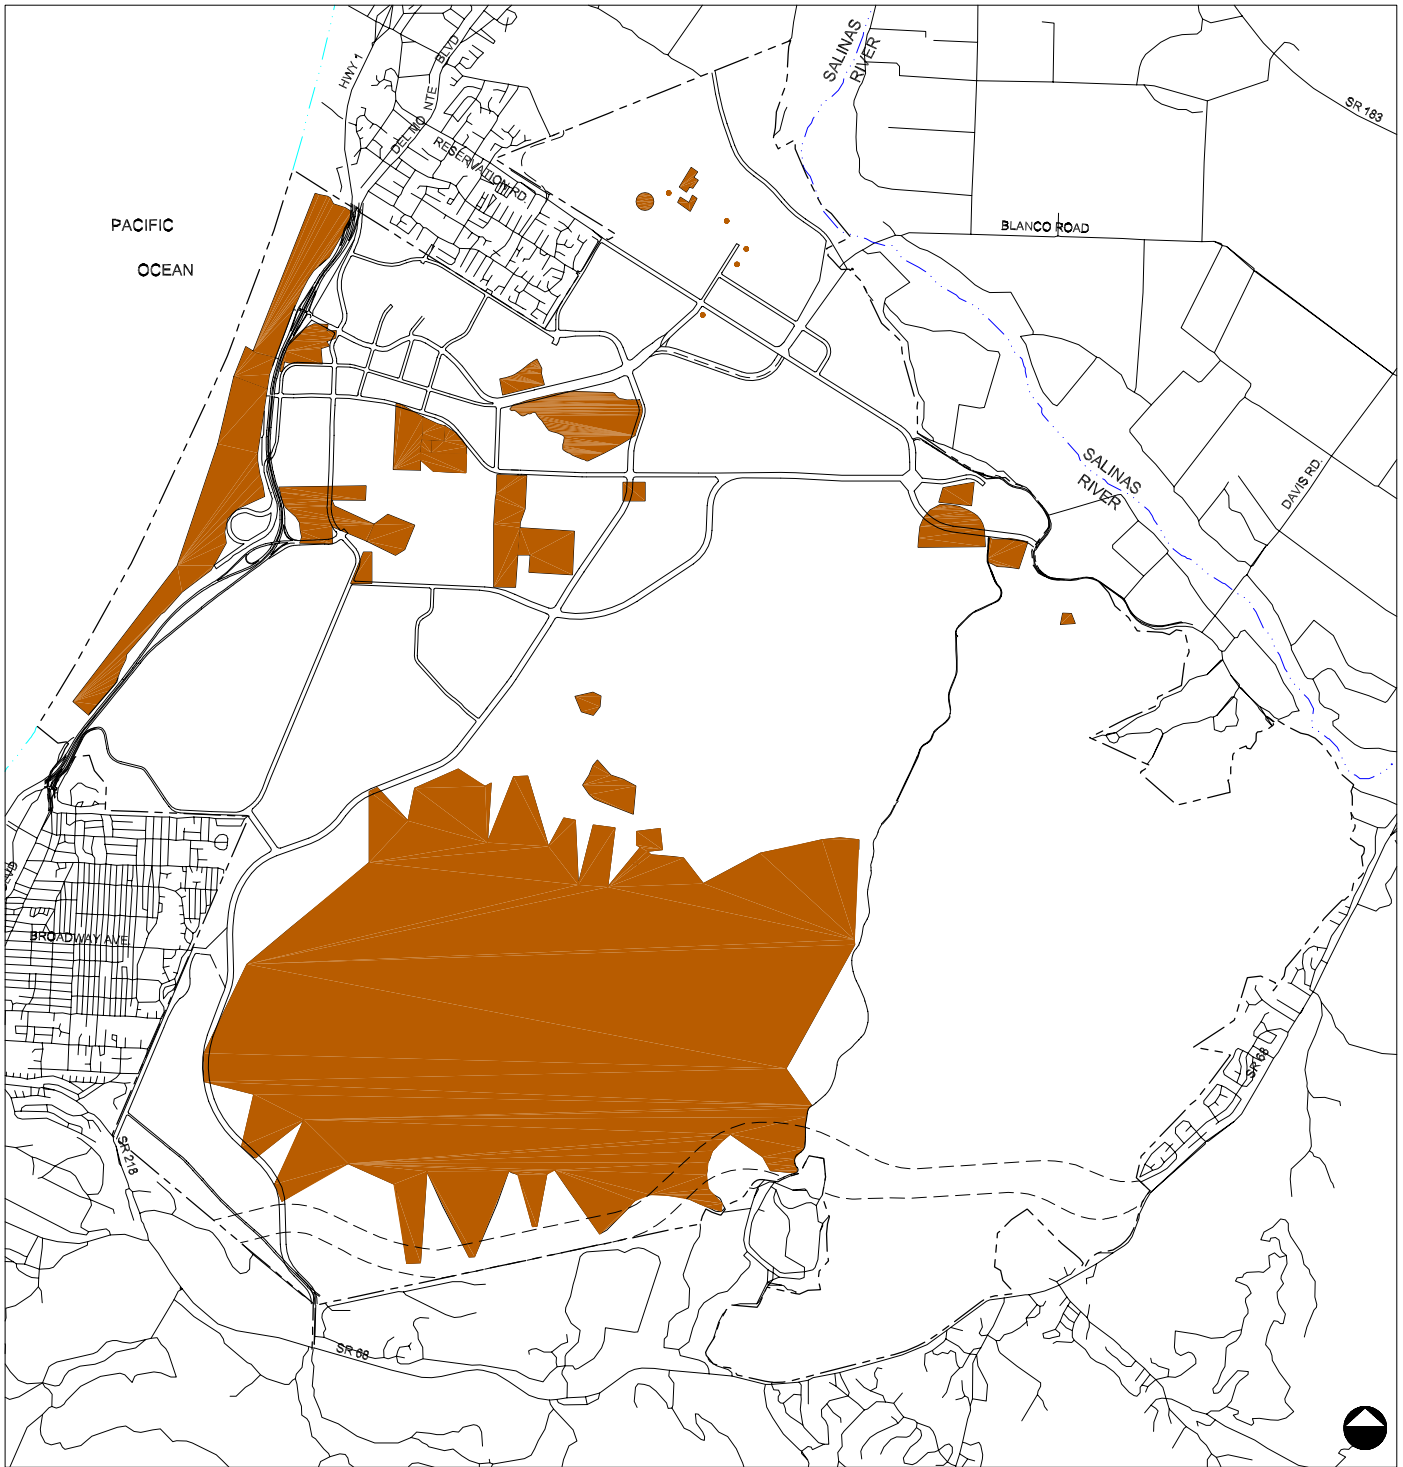 SALINAS
RIVER
HWY 1
BLVD
NTE
DEL MO
RESERVATION RD.
SR 183
PACIFIC
OCEAN
BLANCO ROAD
SALINAS
RIVER
DAVIS RD.
BROADWAY AVE.
SR 218
SR 68
SR 68